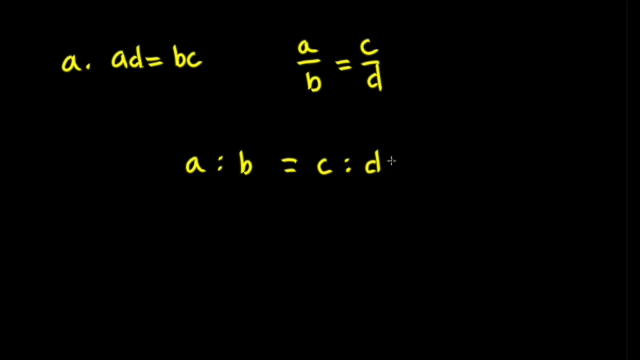 a. ad = bc a/b = c/d
a : b = c : d